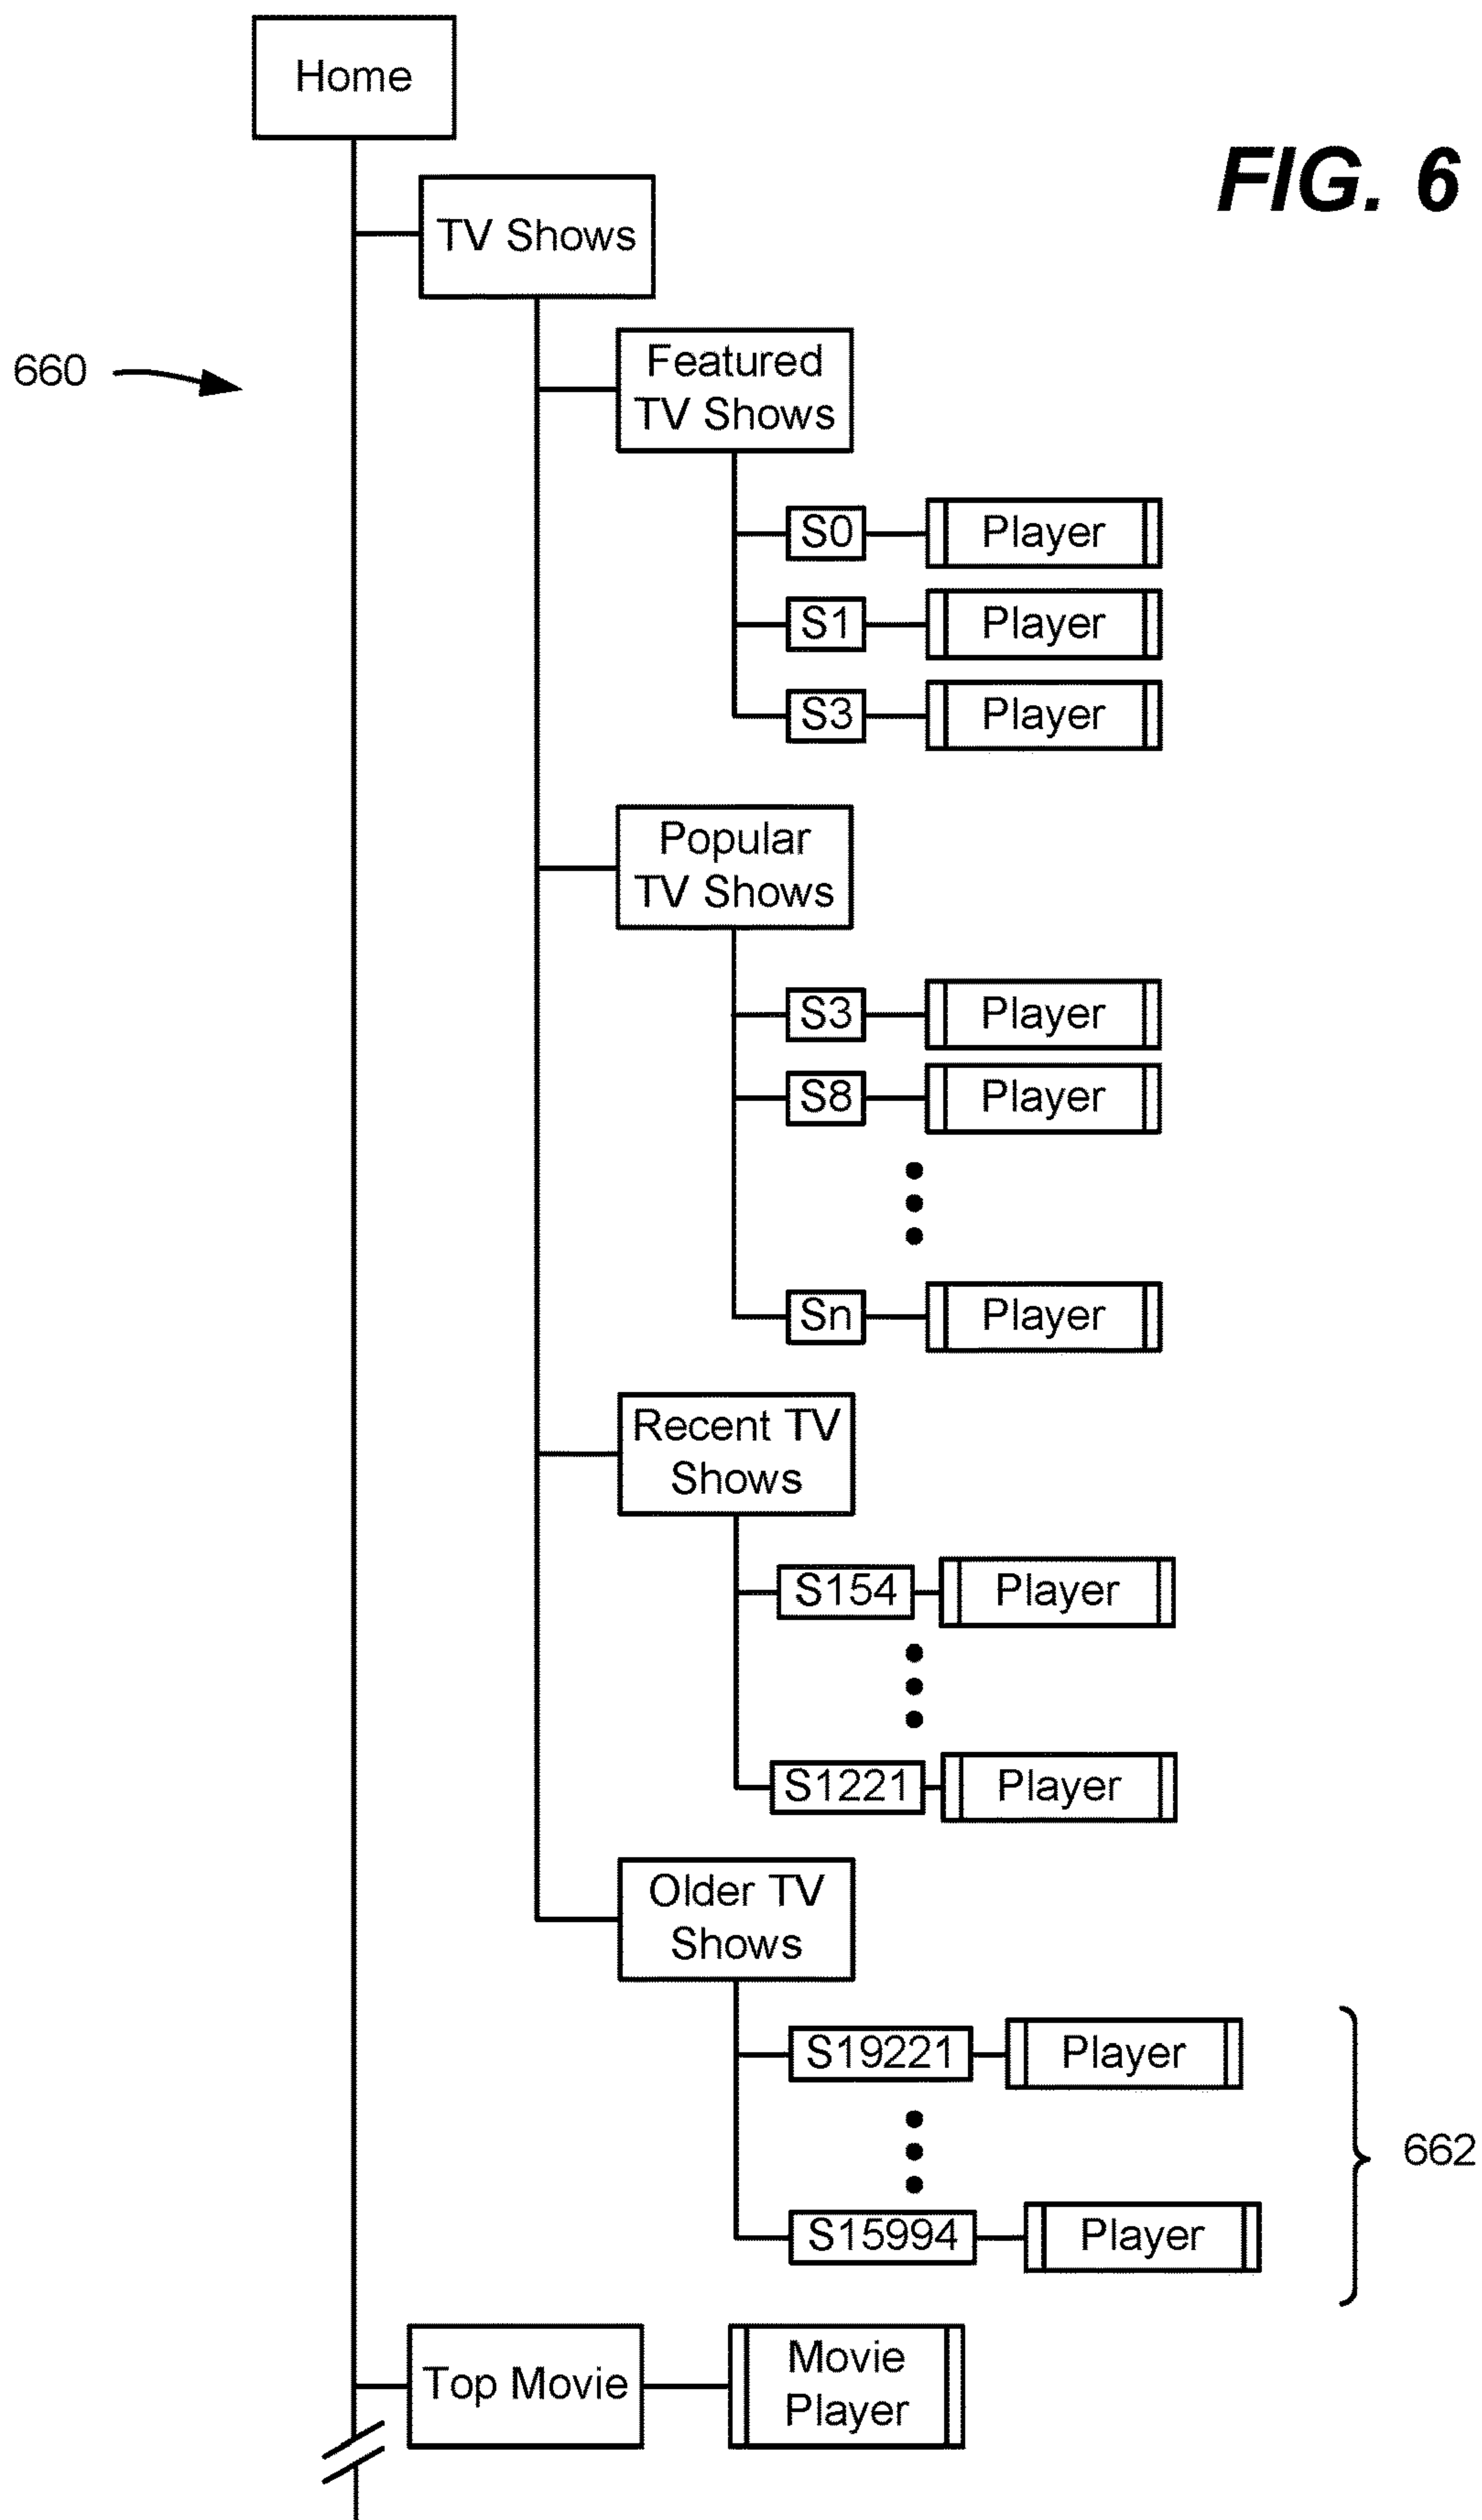 Home
FIG. 6
TV Shows
660
Featured
TV Shows
S0 Player
S1 Player
S3 Player
Popular
TV Shows
S3 Player
S8 Player
Sn Player
Recent TV
Shows
S154 Player
S1221 Player
Older TV
Shows
S19221 Player
662
S15994 Player
Top Movie
Movie
Player